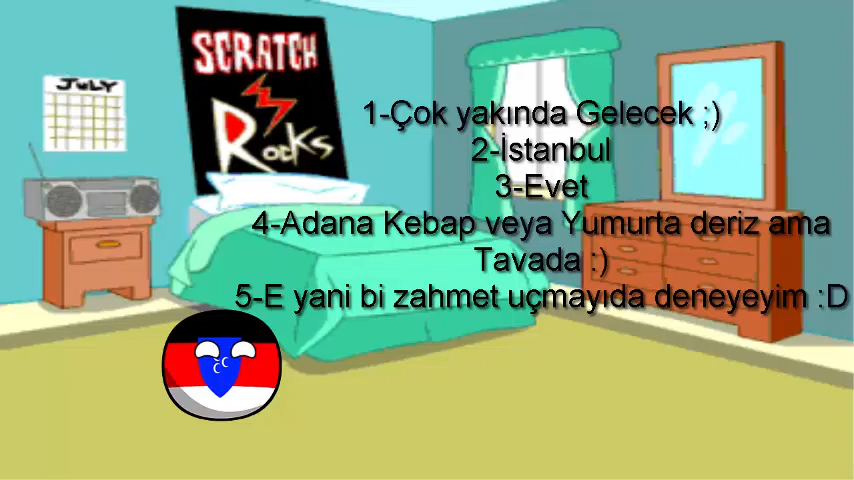 JULY
SCRATCH
Rocks
1-Çok yakında Gelecek ;)
2-İstanbul
3-Evet
4-Adana Kebap veya Yumurta deriz ama
Tavada :)
5-E yani bi zahmet uçmayıda deneyeyim :D